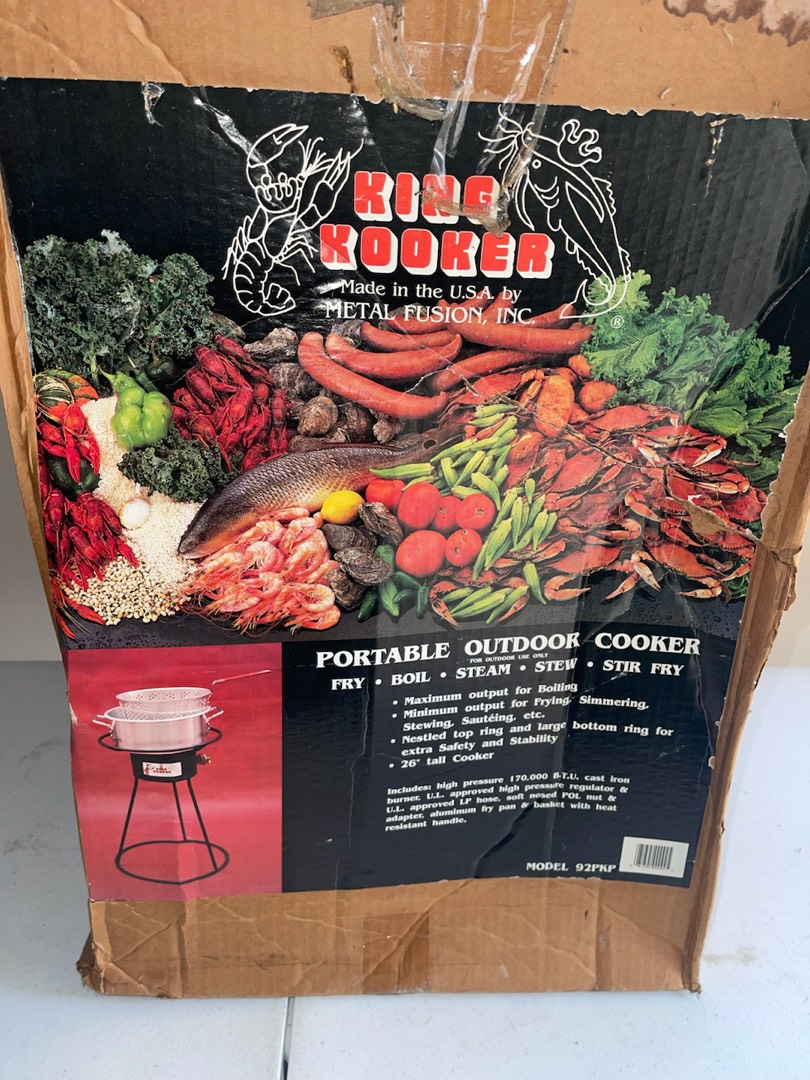 KING
KOOKER
Made in the U.S.A. by
METAL FUSION, INC.
®
PORTABLE OUTDOOR COOKER
FOR OUTDOOR USE ONLY
FRY • BOIL • STEAM • STEW • STIR FRY
• Maximum output for Boiling
• Minimum output for Frying, Simmering,
Stewing, Sautéing, etc.
• Nestled top ring and large bottom ring for
extra Safety and Stability
• 26" tall Cooker
Includes: high pressure 170,000 B.T.U. cast iron
burner, U.L. approved high pressure regulator &
U.L. approved LP hose, soft nosed POL nut &
adapter, aluminum fry pan & basket with heat
resistant handle.
MODEL 92PKP